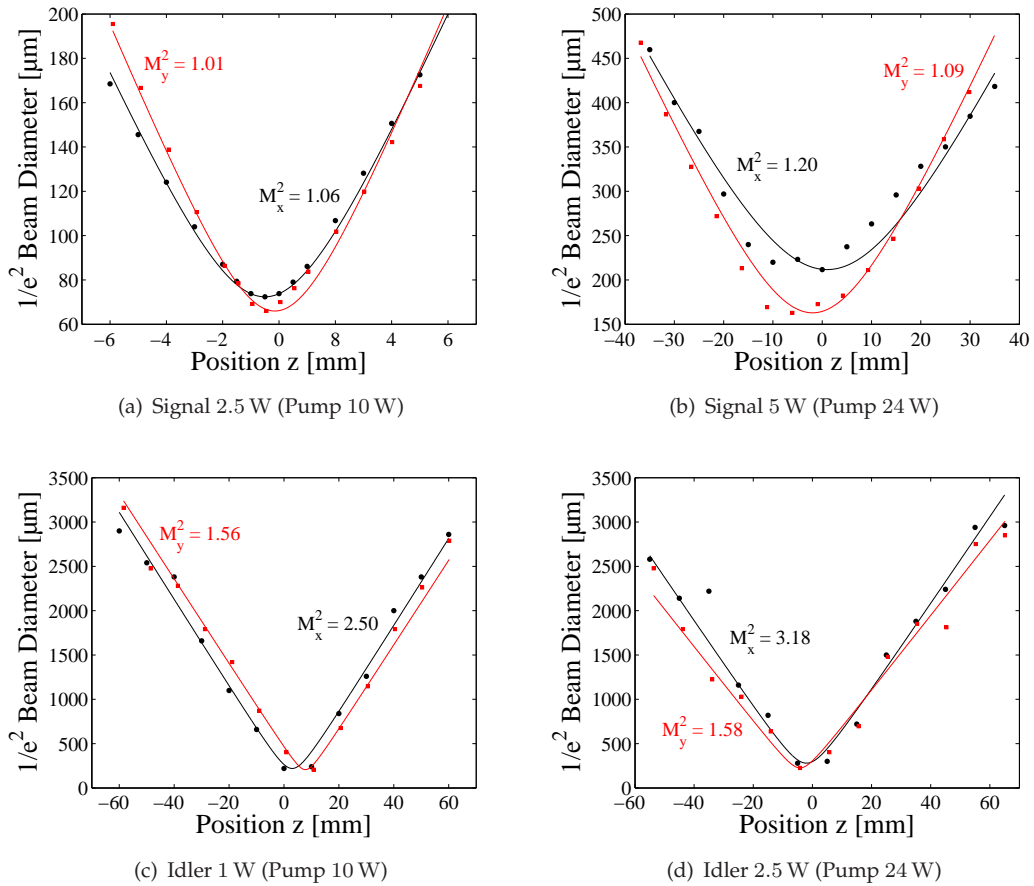 200
180
160
140
120
100
80
60
−6 −4 −2 0 2 4 6
1/e² Beam Diameter [µm]
Position z [mm]
M²y = 1.01
M²x = 1.06
(a) Signal 2.5 W (Pump 10 W)
500
450
400
350
300
250
200
150
−40 −30 −20 −10 0 10 20 30 40
1/e² Beam Diameter [µm]
Position z [mm]
M²y = 1.09
M²x = 1.20
(b) Signal 5 W (Pump 24 W)
3500
3000
2500
2000
1500
1000
500
0
−60 −40 −20 0 20 40 60
1/e² Beam Diameter [µm]
Position z [mm]
M²y = 1.56
M²x = 2.50
(c) Idler 1 W (Pump 10 W)
3500
3000
2500
2000
1500
1000
500
0
−60 −40 −20 0 20 40 60
1/e² Beam Diameter [µm]
Position z [mm]
M²x = 3.18
M²y = 1.58
(d) Idler 2.5 W (Pump 24 W)